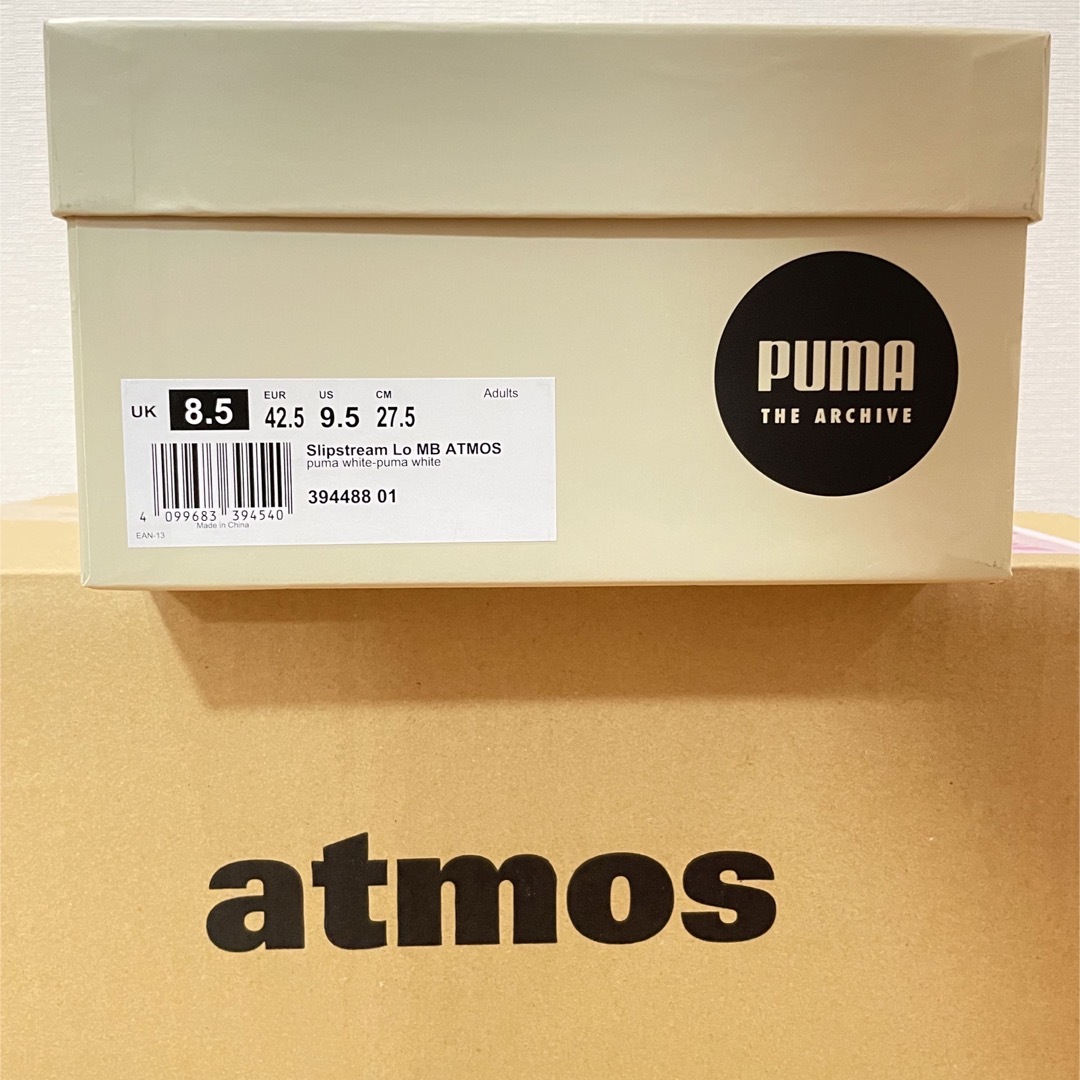 PUMA
THE ARCHIVE
UK 8.5 EUR 42.5 US 9.5 CM 27.5 Adults
Slipstream Lo MB ATMOS
puma white-puma white
394488 01
4 099683 394540
Made in China
EAN-13
atmos